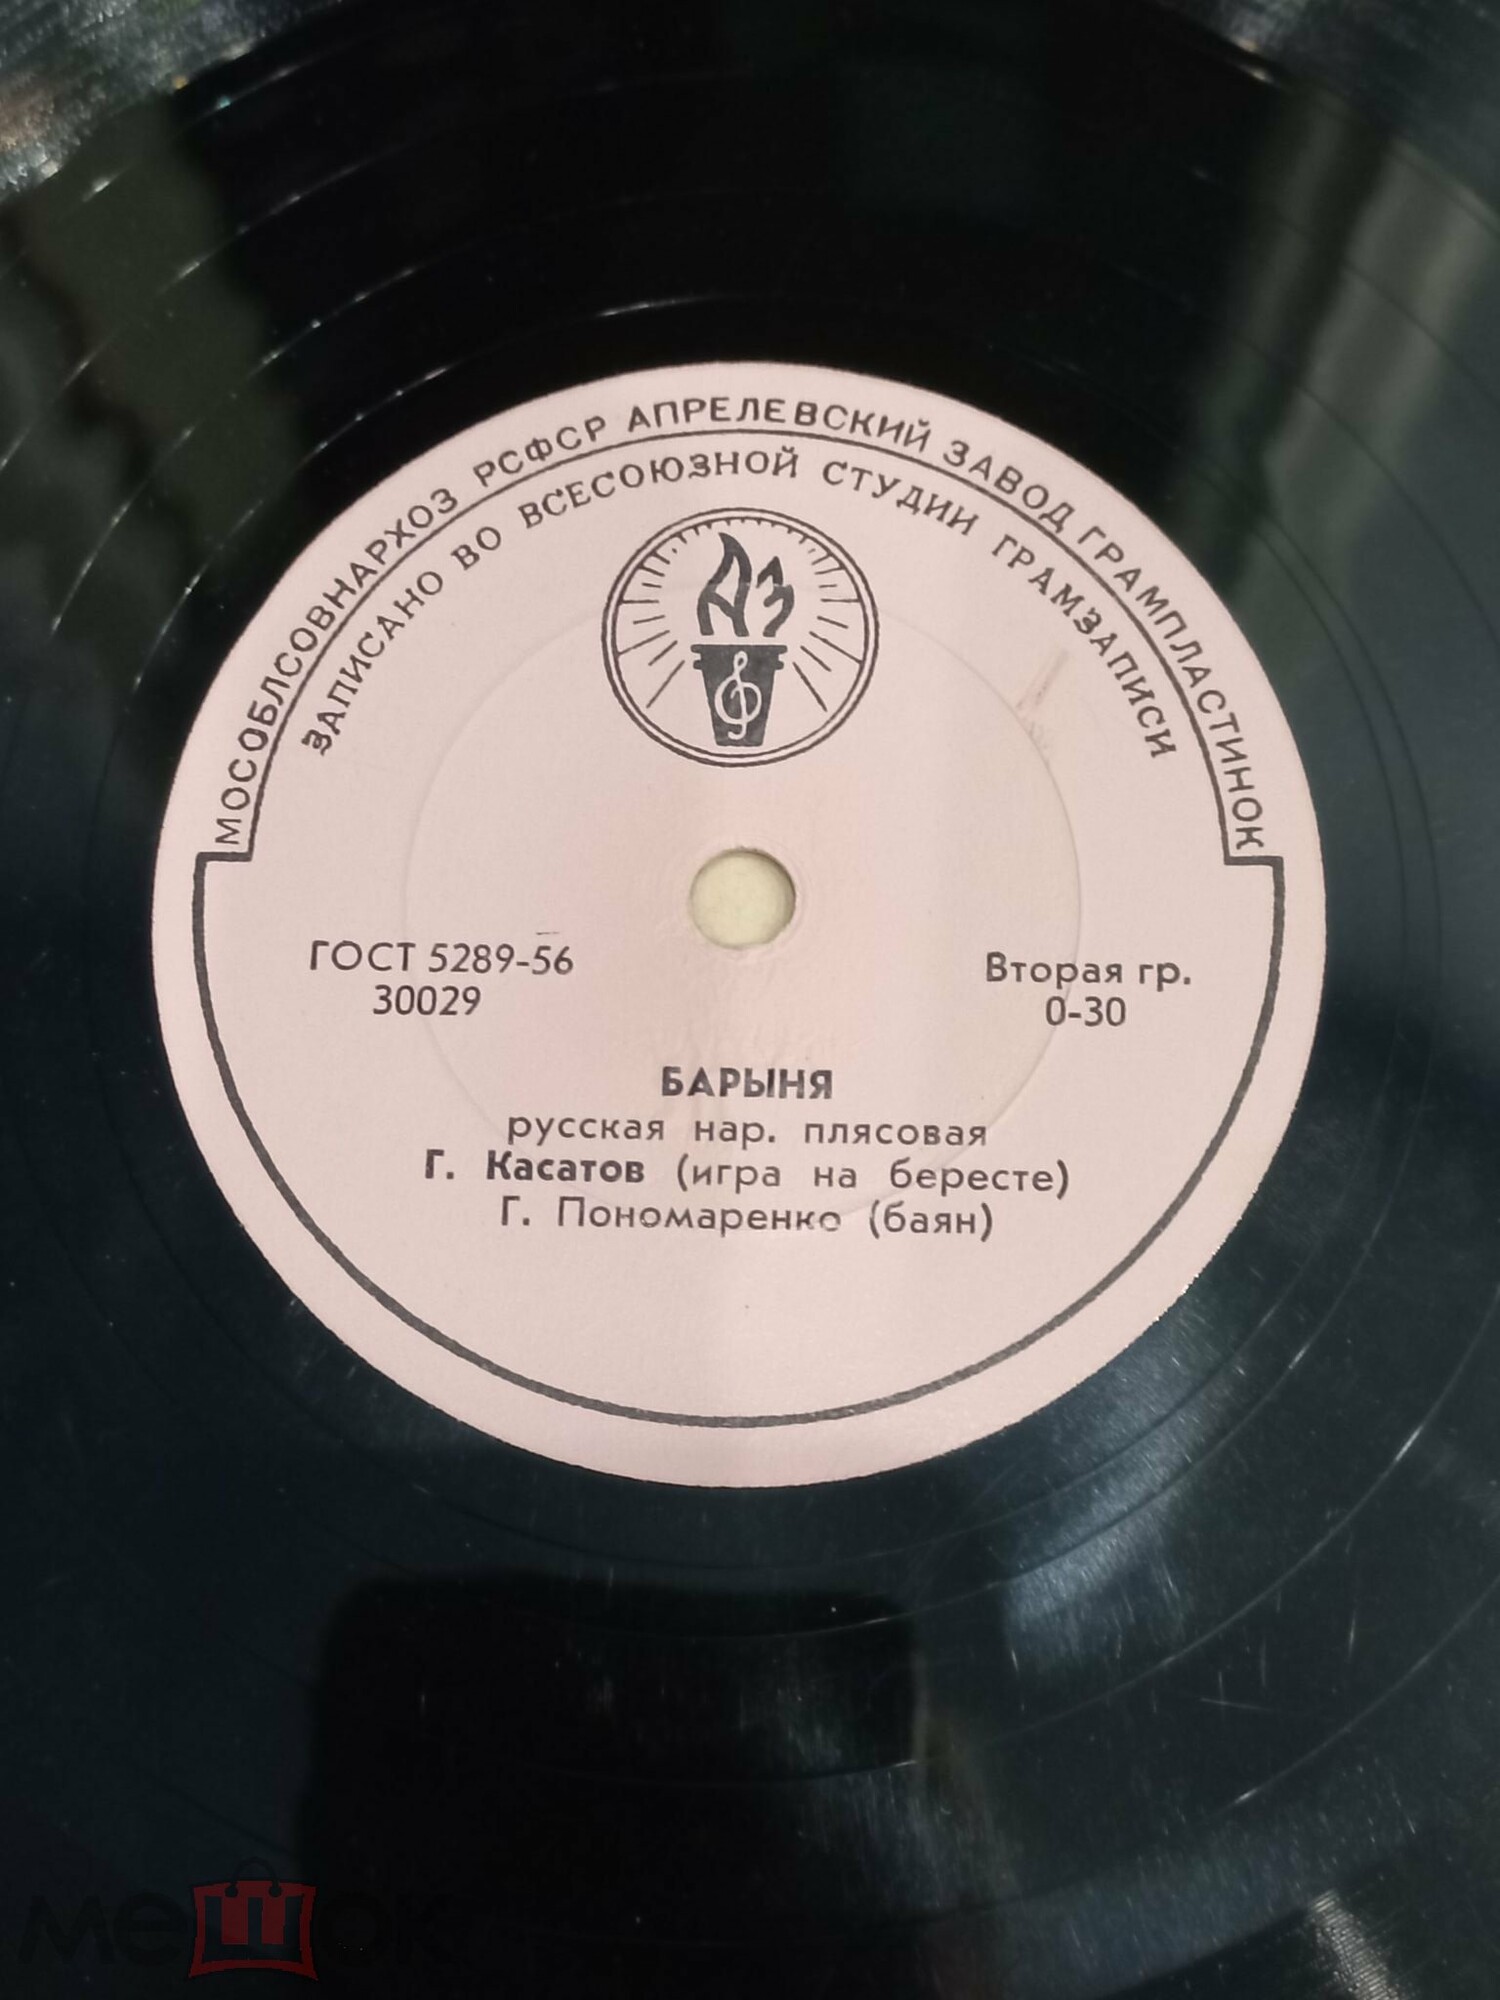 МОСОБЛСОВНАРХОЗ РСФСР АПРЕЛЕВСКИЙ ЗАВОД ГРАМПЛАСТИНОК
ЗАПИСАНО ВО ВСЕСОЮЗНОЙ СТУДИИ ГРАМЗАПИСИ
АЗ
ГОСТ 5289-56
30029
Вторая гр.
0-30
БАРЫНЯ
русская нар. плясовая
Г. Касатов (игра на бересте)
Г. Пономаренко (баян)
мешок